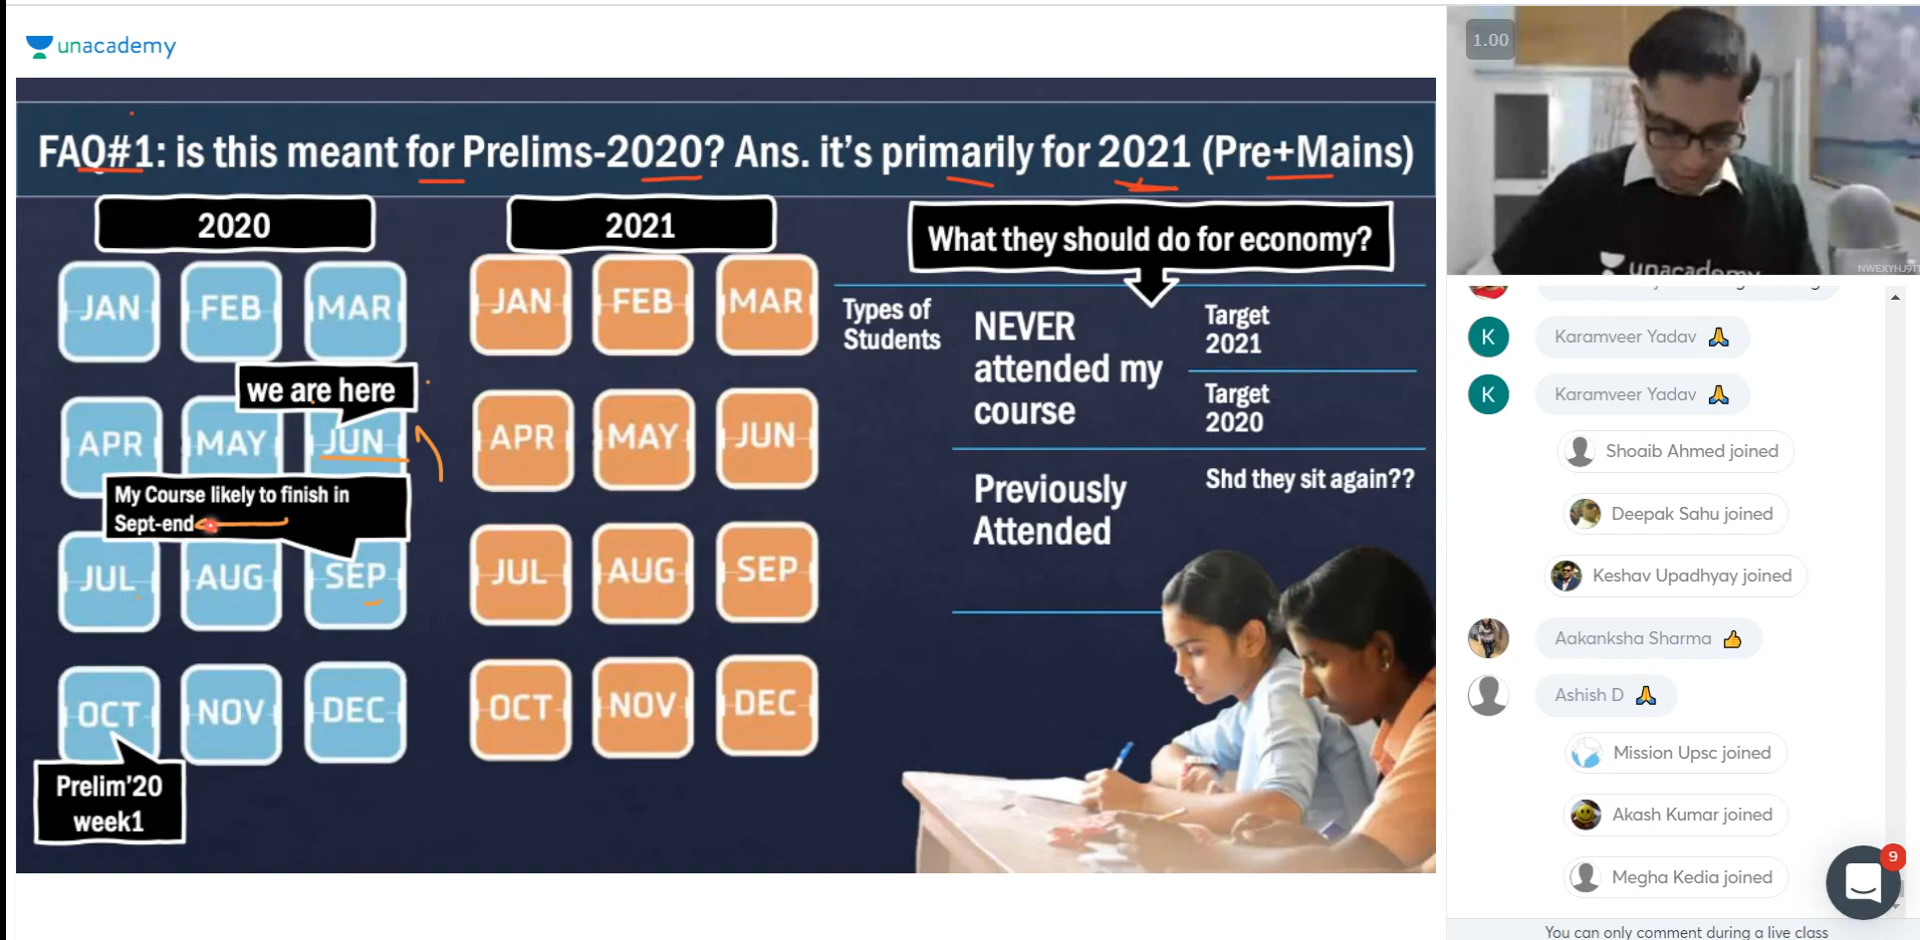 unacademy
FAQ#1: is this meant for Prelims-2020? Ans. it's primarily for 2021 (Pre+Mains)
2020
JAN FEB MAR
we are here
APR MAY JUN
My Course likely to finish in
Sept-end
JUL AUG SEP
OCT NOV DEC
Prelim'20
week1
2021
JAN FEB MAR
APR MAY JUN
JUL AUG SEP
OCT NOV DEC
What they should do for economy?
Types of
Students
NEVER
attended my
course
Target
2021
Target
2020
Previously
Attended
Shd they sit again??
1.00
unacademy
Karamveer Yadav 🙏
Karamveer Yadav 🙏
Shoaib Ahmed joined
Deepak Sahu joined
Keshav Upadhyay joined
Aakanksha Sharma 👍
Ashish D 🙏
Mission Upsc joined
Akash Kumar joined
Megha Kedia joined
K
K
9
You can only comment during a live class